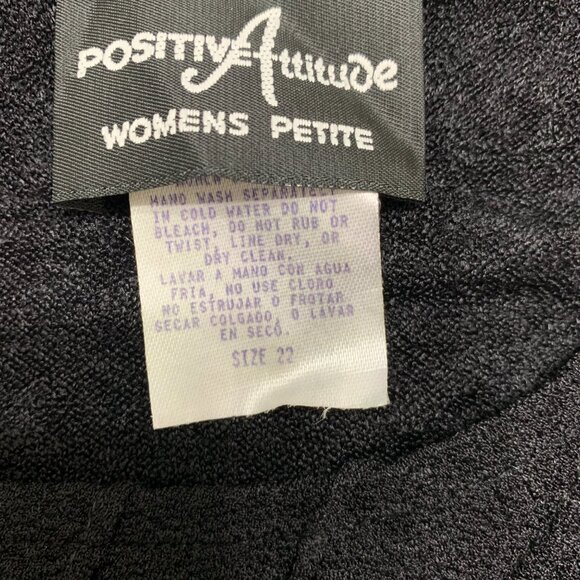 POSITIVE Attitude
WOMENS PETITE
HAND WASH SEPARATELY
IN COLD WATER DO NOT
BLEACH, DO NOT RUB OR
TWIST, LINE DRY, OR
DRY CLEAN.
LAVAR A MANO CON AGUA
FRIA, NO USE CLORO
NO ESTRUJAR O FROTAR
SECAR COLGADO, O LAVAR
EN SECO.
SIZE 22